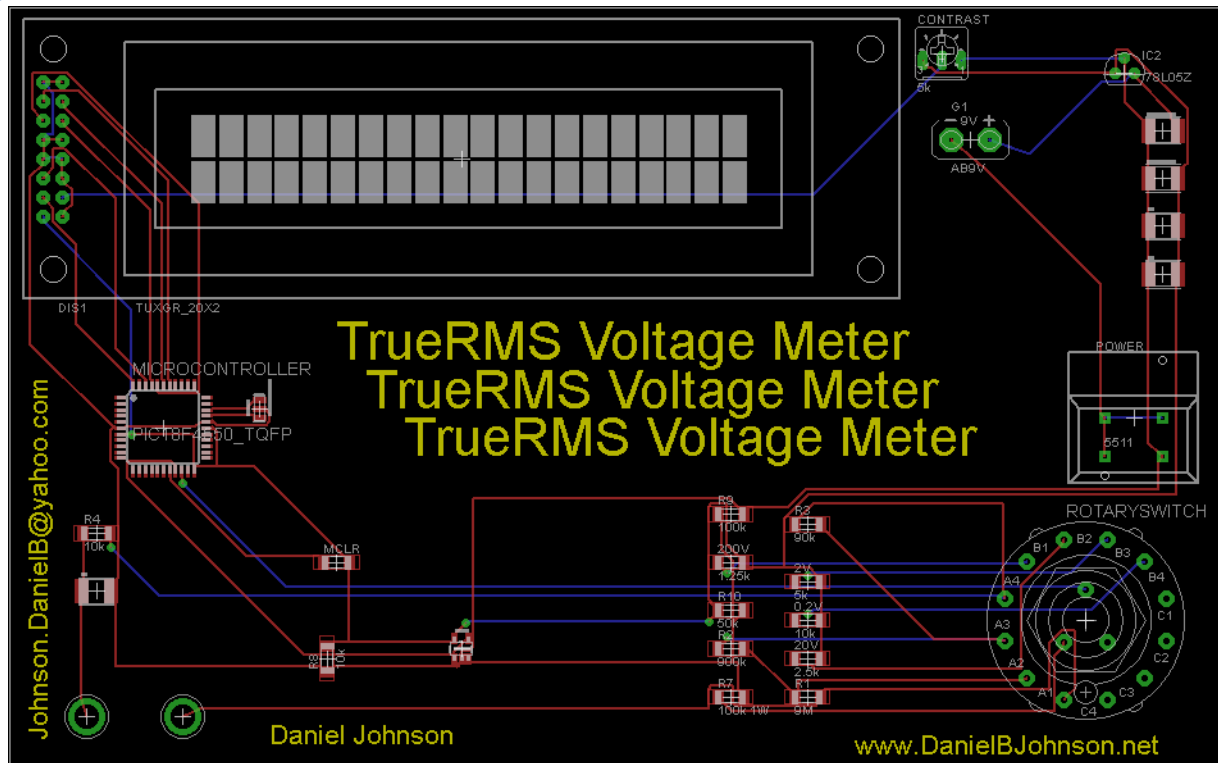 CONTRAST
5k
IC2
78L05Z
G1
9V
AB9V
DIS1
TUXGR_20X2
TrueRMS Voltage Meter
TrueRMS Voltage Meter
TrueRMS Voltage Meter
POWER
5511
MICROCONTROLLER
PIC18F4550_TQFP
Johnson.DanielB@yahoo.com
R4
10k
MCLR
R8
10k
R9
100k
R3
90k
200V
1.25k
2V
5k
R10
50k
0.2V
10k
R2
900k
20V
2.5k
R7
100k 1W
R1
9M
ROTARYSWITCH
B1
B2
B3
B4
A4
A3
A2
A1
C1
C2
C3
C4
Daniel Johnson
www.DanielBJohnson.net